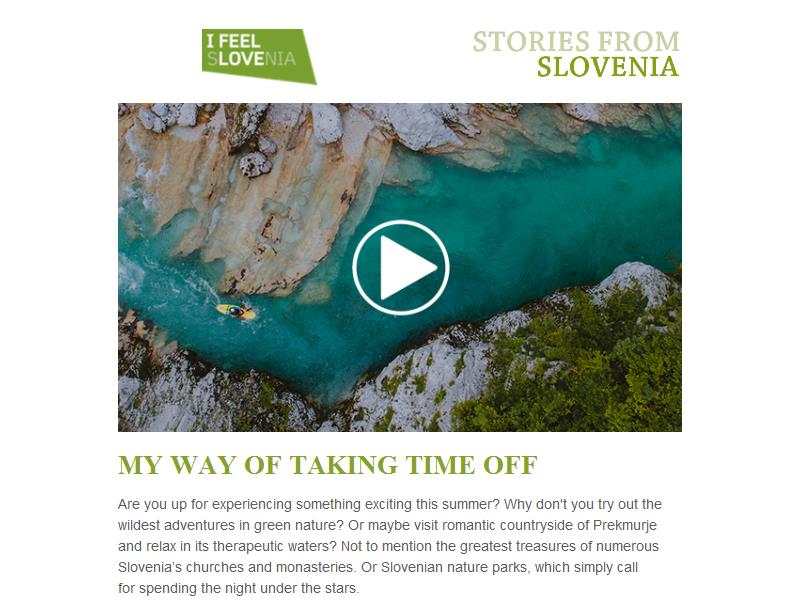 I FEEL
SLOVENIA
STORIES FROM
SLOVENIA
MY WAY OF TAKING TIME OFF
Are you up for experiencing something exciting this summer? Why don't you try out the
wildest adventures in green nature? Or maybe visit romantic countryside of Prekmurje
and relax in its therapeutic waters? Not to mention the greatest treasures of numerous
Slovenia's churches and monasteries. Or Slovenian nature parks, which simply call
for spending the night under the stars.